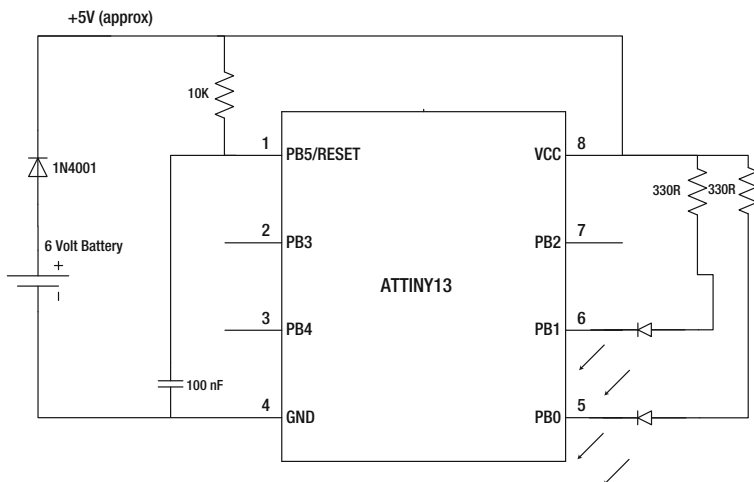 +5V (approx)
10K
1 PB5/RESET VCC 8
1N4001
330R 330R
6 Volt Battery
+
-
2 PB3 PB2 7
ATTINY13
3 PB4 PB1 6
100 nF
4 GND PB0 5